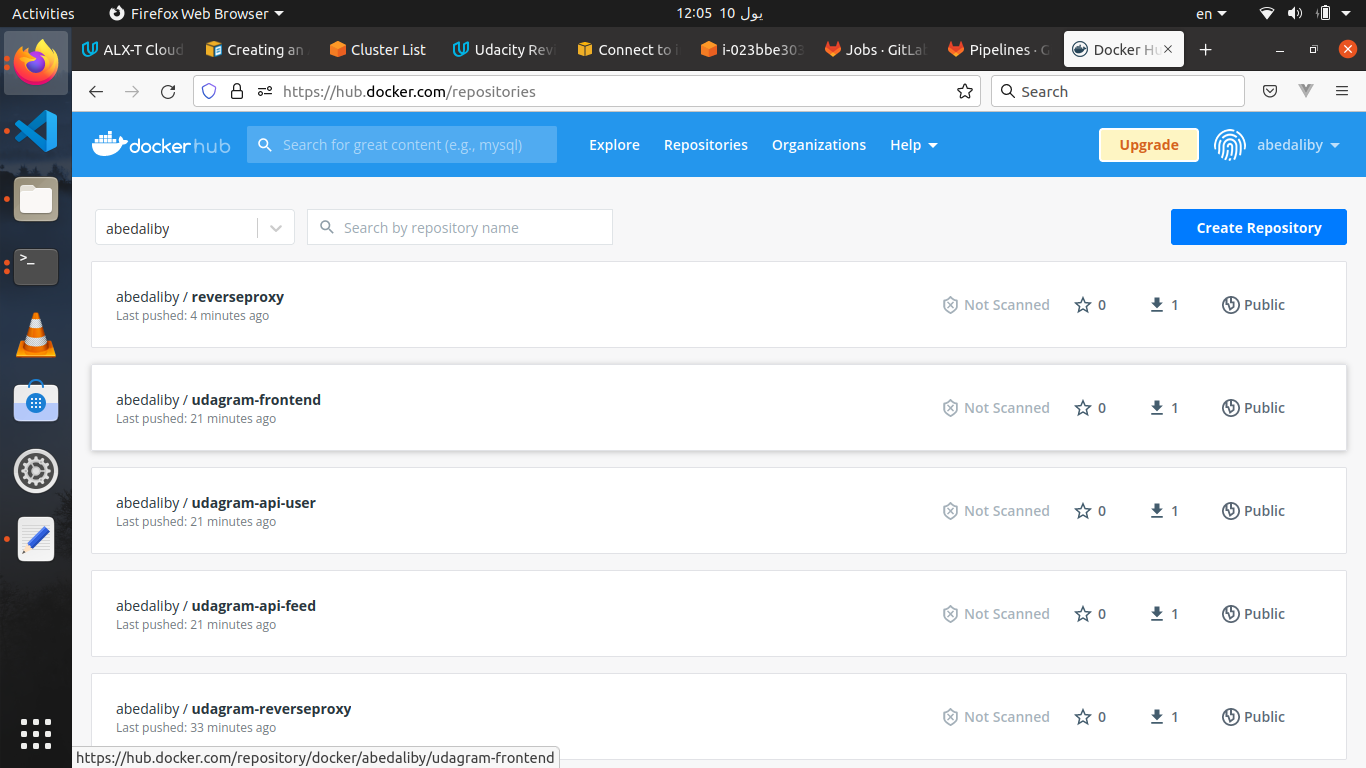 Activities Firefox Web Browser 12:05 10 يول en
ALX-T Cloud Creating an Cluster List Udacity Rev Connect to i i-023bbe303 Jobs · GitLab Pipelines · G Docker Hu
https://hub.docker.com/repositories Search
docker hub Search for great content (e.g., mysql) Explore Repositories Organizations Help Upgrade abedaliby
abedaliby Search by repository name Create Repository
abedaliby / reverseproxy Not Scanned 0 1 Public
Last pushed: 4 minutes ago
abedaliby / udagram-frontend Not Scanned 0 1 Public
Last pushed: 21 minutes ago
abedaliby / udagram-api-user Not Scanned 0 1 Public
Last pushed: 21 minutes ago
abedaliby / udagram-api-feed Not Scanned 0 1 Public
Last pushed: 21 minutes ago
abedaliby / udagram-reverseproxy Not Scanned 0 1 Public
Last pushed: 33 minutes ago
https://hub.docker.com/repository/docker/abedaliby/udagram-frontend